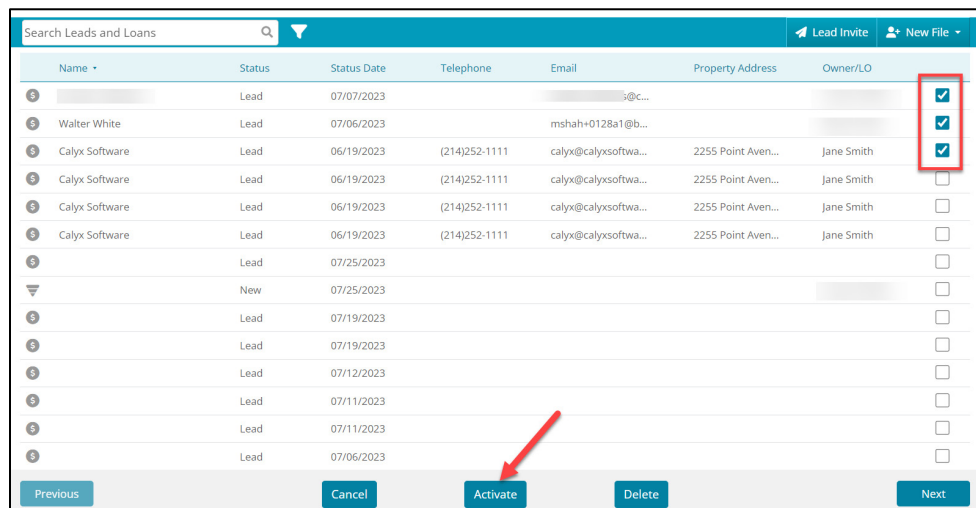 Search Leads and Loans Lead Invite New File
Name Status Status Date Telephone Email Property Address Owner/LO
Lead 07/07/2023 s@c...
Walter White Lead 07/06/2023 mshah+0128a1@b...
Calyx Software Lead 06/19/2023 (214)252-1111 calyx@calyxsoftwa... 2255 Point Aven... Jane Smith
Calyx Software Lead 06/19/2023 (214)252-1111 calyx@calyxsoftwa... 2255 Point Aven... Jane Smith
Calyx Software Lead 06/19/2023 (214)252-1111 calyx@calyxsoftwa... 2255 Point Aven... Jane Smith
Calyx Software Lead 06/19/2023 (214)252-1111 calyx@calyxsoftwa... 2255 Point Aven... Jane Smith
Lead 07/25/2023
New 07/25/2023
Lead 07/19/2023
Lead 07/19/2023
Lead 07/12/2023
Lead 07/11/2023
Lead 07/11/2023
Lead 07/06/2023
Previous Cancel Activate Delete Next